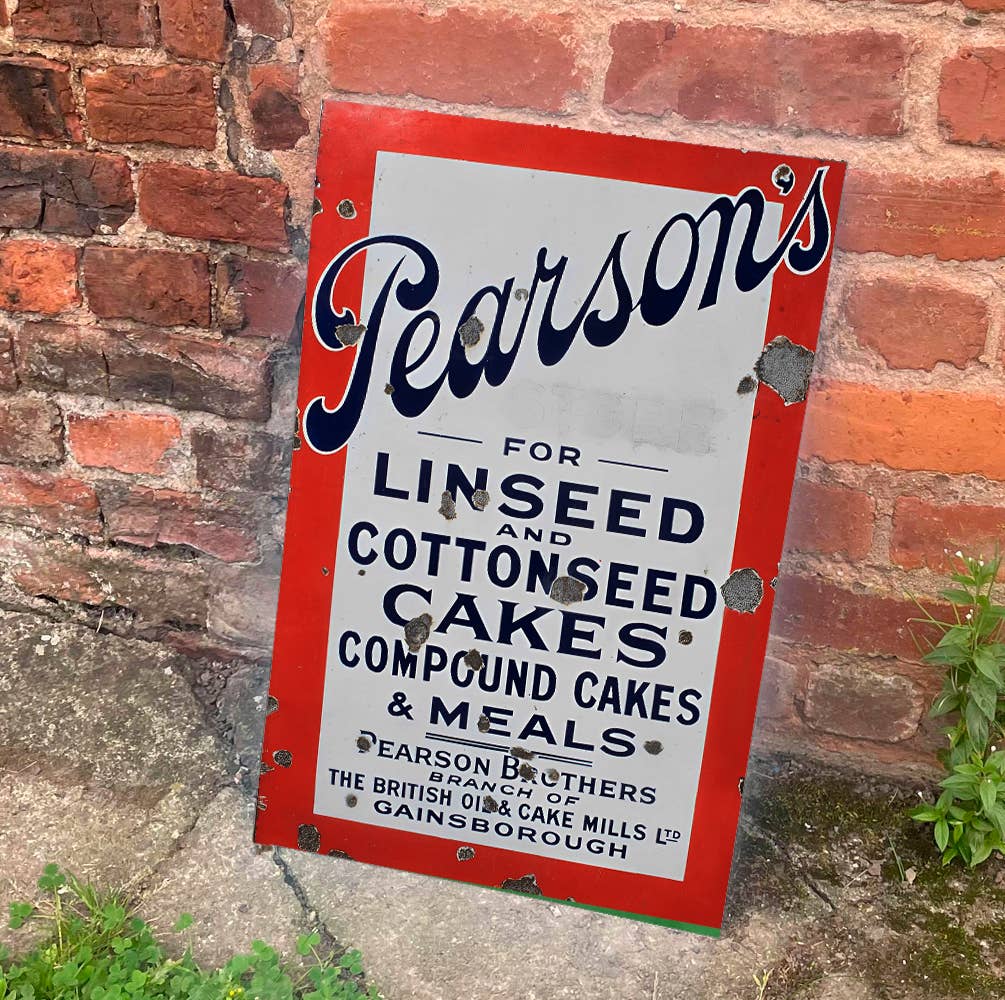 Pearson's
FOR
LINSEED
AND
COTTONSEED
CAKES
COMPOUND CAKES
& MEALS
PEARSON BROTHERS
BRANCH OF
THE BRITISH OIL & CAKE MILLS LTD
GAINSBOROUGH